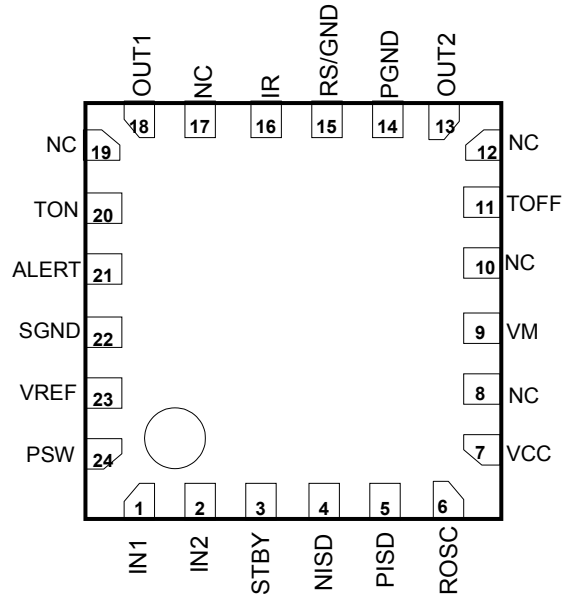 OUT1
NC
IR
RS/GND
PGND
OUT2
18
17
16
15
14
13
NC
19
12
NC
TON
20
11
TOFF
ALERT
21
10
NC
SGND
22
9
VM
VREF
23
8
NC
PSW
24
7
VCC
1
2
3
4
5
6
IN1
IN2
STBY
NISD
PISD
ROSC